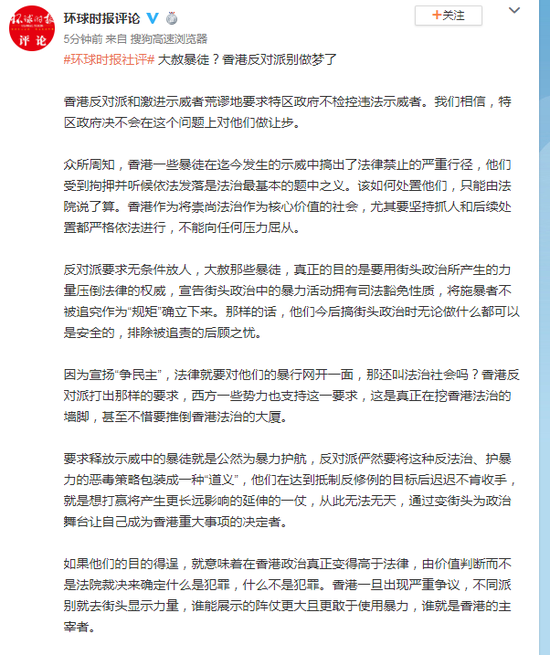 环球时报
评论
环球时报评论
+关注
5分钟前 来自 搜狗高速浏览器
#环球时报社评# 大赦暴徒？香港反对派别做梦了
香港反对派和激进示威者荒谬地要求特区政府不检控违法示威者。我们相信，特
区政府决不会在这个问题上对他们做让步。
众所周知，香港一些暴徒在迄今发生的示威中搞出了法律禁止的严重行径，他们
受到拘押并听候依法发落是法治最基本的题中之义。该如何处置他们，只能由法
院说了算。香港作为将崇尚法治作为核心价值的社会，尤其要坚持抓人和后续处
置都严格依法进行，不能向任何压力屈从。
反对派要求无条件放人，大赦那些暴徒，真正的目的是要用街头政治所产生的力
量压倒法律的权威，宣告街头政治中的暴力活动拥有司法豁免性质，将施暴者不
被追究作为“规矩”确立下来。那样的话，他们今后搞街头政治时无论做什么都可以
是安全的，排除被追责的后顾之忧。
因为宣扬“争民主”，法律就要对他们的暴行网开一面，那还叫法治社会吗？香港反
对派打出那样的要求，西方一些势力也支持这一要求，这是真正在挖香港法治的
墙脚，甚至不惜要推倒香港法治的大厦。
要求释放示威中的暴徒就是公然为暴力护航，反对派俨然要将这种反法治、护暴
力的恶毒策略包装成一种“道义”，他们在达到抵制反修例的目标后迟迟不肯收手，
就是想打赢将产生更长远影响的延伸的一仗，从此无法无天，通过变街头为政治
舞台让自己成为香港重大事项的决定者。
如果他们的目的得逞，就意味着在香港政治真正变得高于法律，由价值判断而不
是法院裁决来确定什么是犯罪，什么不是犯罪。香港一旦出现严重争议，不同派
别就去街头显示力量，谁能展示的阵仗更大且更敢于使用暴力，谁就是香港的主
宰者。